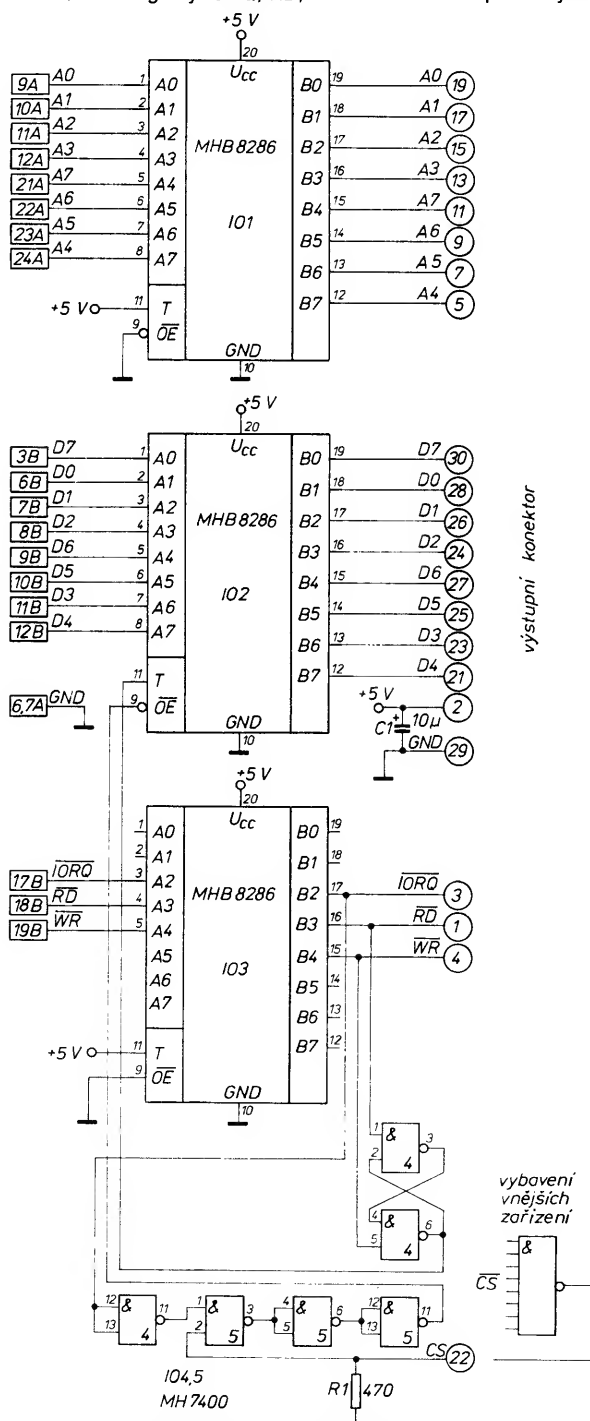 +5 V
20
UCC
9A A0 1 A0 B0 19 A0 19
10A A1 2 A1 B1 18 A1 17
11A A2 3 A2 B2 17 A2 15
12A A3 4 A3 B3 16 A3 13
21A A7 5 A4 B4 15 A7 11
22A A6 6 A5 B5 14 A6 9
23A A5 7 A6 B6 13 A5 7
24A A4 8 A7 B7 12 A4 5
MHB 8286
IO1
+5 V 11 T
9 OE
GND
10
+5 V
20
UCC
3B D7 1 A0 B0 19 D7 30
6B D0 2 A1 B1 18 D0 28
7B D1 3 A2 B2 17 D1 26
8B D2 4 A3 B3 16 D2 24
9B D6 5 A4 B4 15 D6 27
10B D5 6 A5 B5 14 D5 25
11B D3 7 A6 B6 13 D3 23
12B D4 8 A7 B7 12 D4 21
MHB 8286
IO2
výstupní konektor
11 T
6,7A GND 9 OE
GND
10
+5 V 2
C1 + 10µ
GND 29
+5 V
20
UCC
1 A0 B0 19
2 A1 B1 18
17B IORQ 3 A2 B2 17 IORQ 3
18B RD 4 A3 B3 16 RD 1
19B WR 5 A4 B4 15 WR 4
A5 B5 14
A6 B6 13
A7 B7 12
MHB 8286
IO3
+5 V 11 T
9 OE
GND
10
1 & 3
2 4
4 & 6
5 4
vybavení
vnějších
zařízení
&
CS
12 & 11
13 4
1 & 3
2 5
4 & 6
5 5
12 & 11
13 5
CS 22
IO4,5
MH7400
R1 470